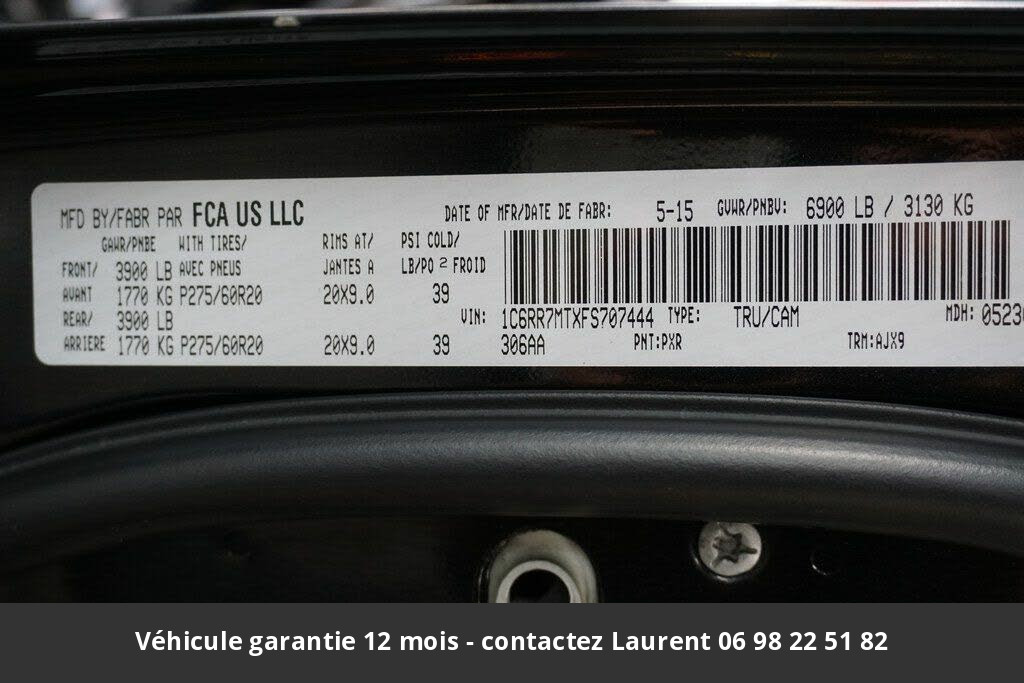 MFD BY/FABR PAR FCA US LLC
DATE OF MFR/DATE DE FABR: 5-15 GVWR/PNBV: 6900 LB / 3130 KG
GAWR/PNBE WITH TIRES/ RIMS AT/ PSI COLD/
FRONT/ 3900 LB AVEC PNEUS JANTES A LB/PO 2 FROID
AVANT 1770 KG P275/60R20 20X9.0 39
REAR/ 3900 LB
VIN: 1C6RR7MTXFS707444 TYPE: TRU/CAM MDH:
ARRIERE 1770 KG P275/60R20 20X9.0 39 306AA PNT:PXR TRM:AJX9
Véhicule garantie 12 mois - contactez Laurent 06 98 22 51 82